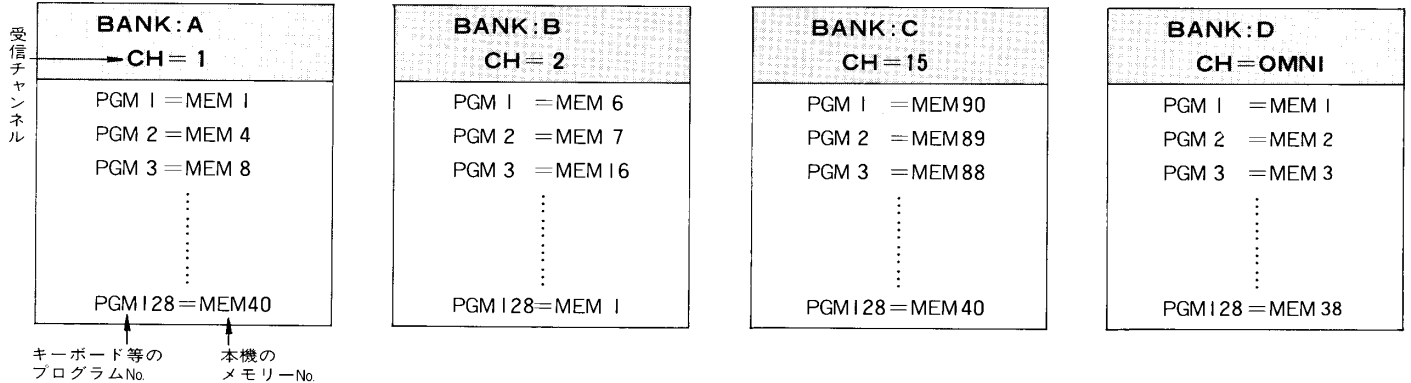 受信チャンネル
BANK:A
CH=1
PGM 1=MEM 1
PGM 2=MEM 4
PGM 3=MEM 8
PGM128=MEM40
キーボード等の
プログラムNo.
本機の
メモリーNo.
BANK:B
CH=2
PGM 1=MEM 6
PGM 2=MEM 7
PGM 3=MEM16
PGM128=MEM 1
BANK:C
CH=15
PGM 1=MEM90
PGM 2=MEM89
PGM 3=MEM88
PGM128=MEM40
BANK:D
CH=OMNI
PGM 1=MEM 1
PGM 2=MEM 2
PGM 3=MEM 3
PGM128=MEM 38